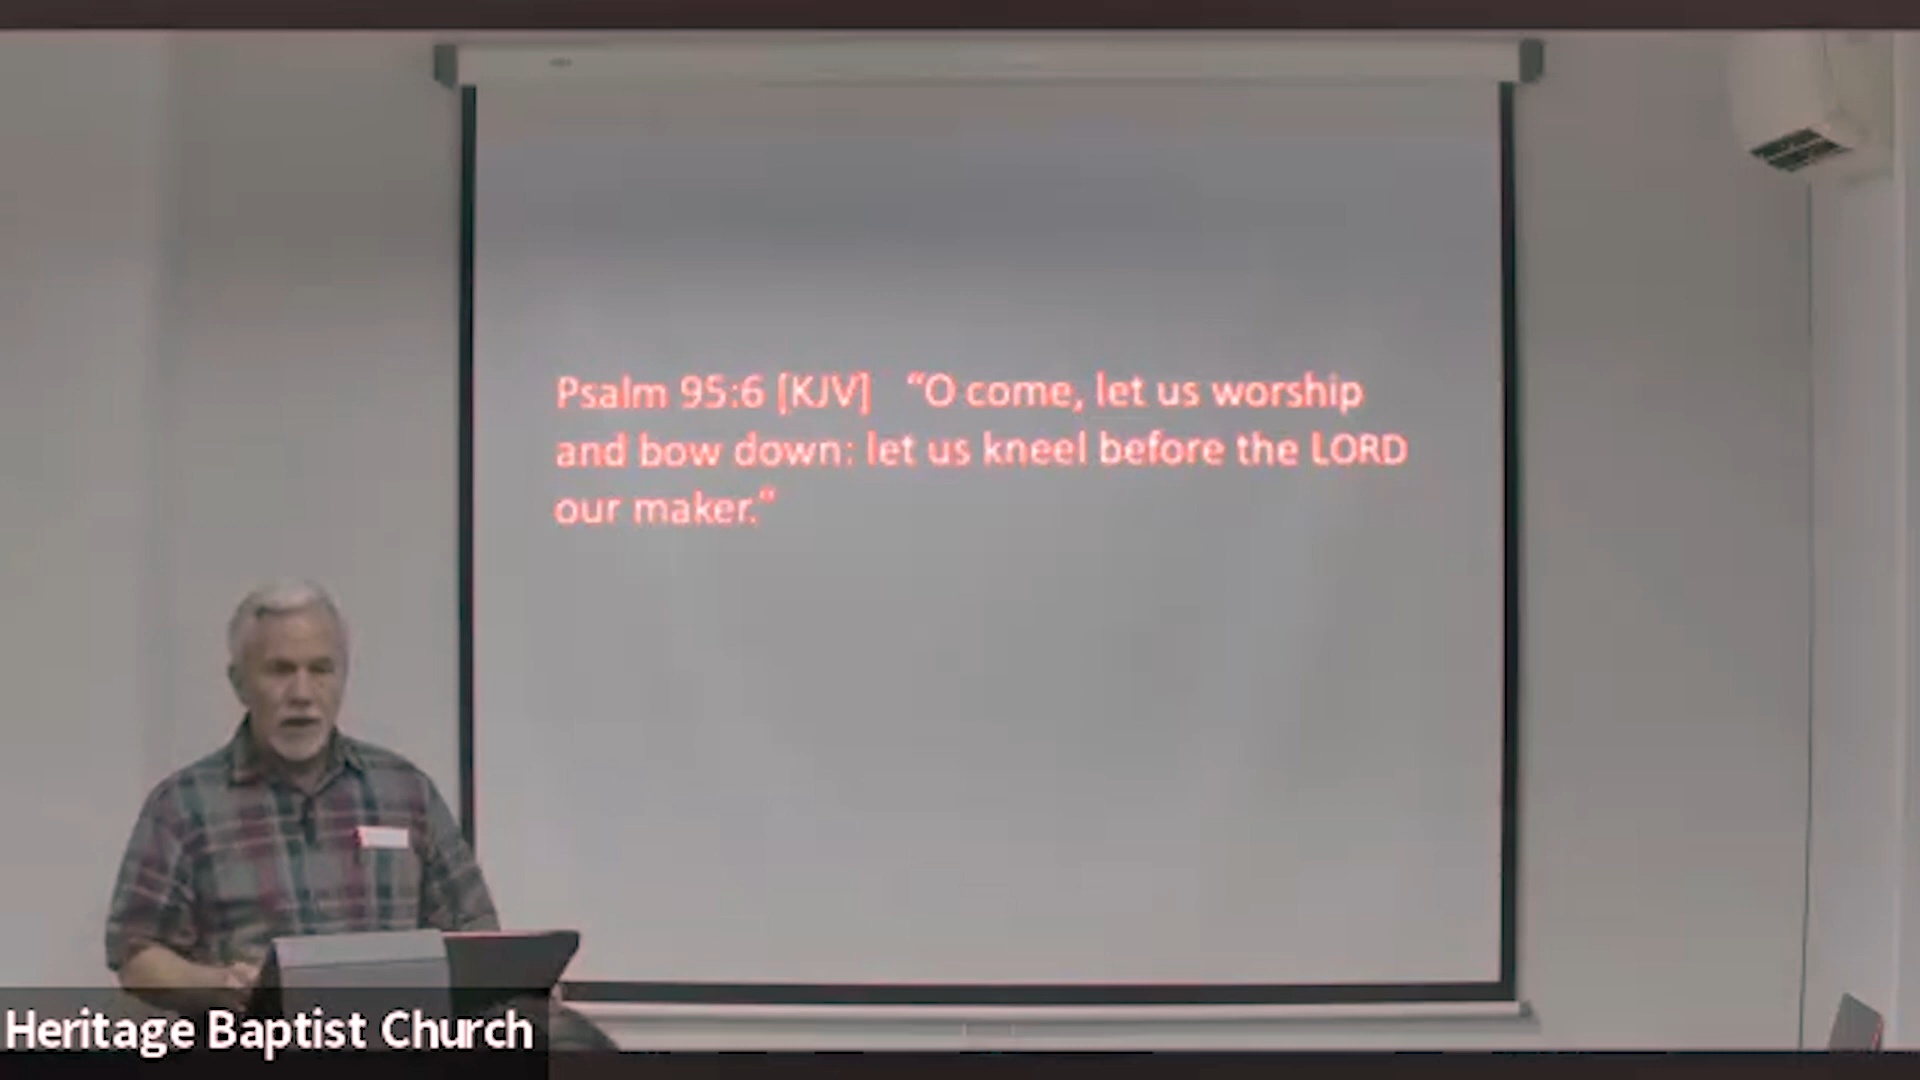 Psalm 95:6 [KJV] “O come, let us worship
and bow down: let us kneel before the LORD
our maker.“
Heritage Baptist Church